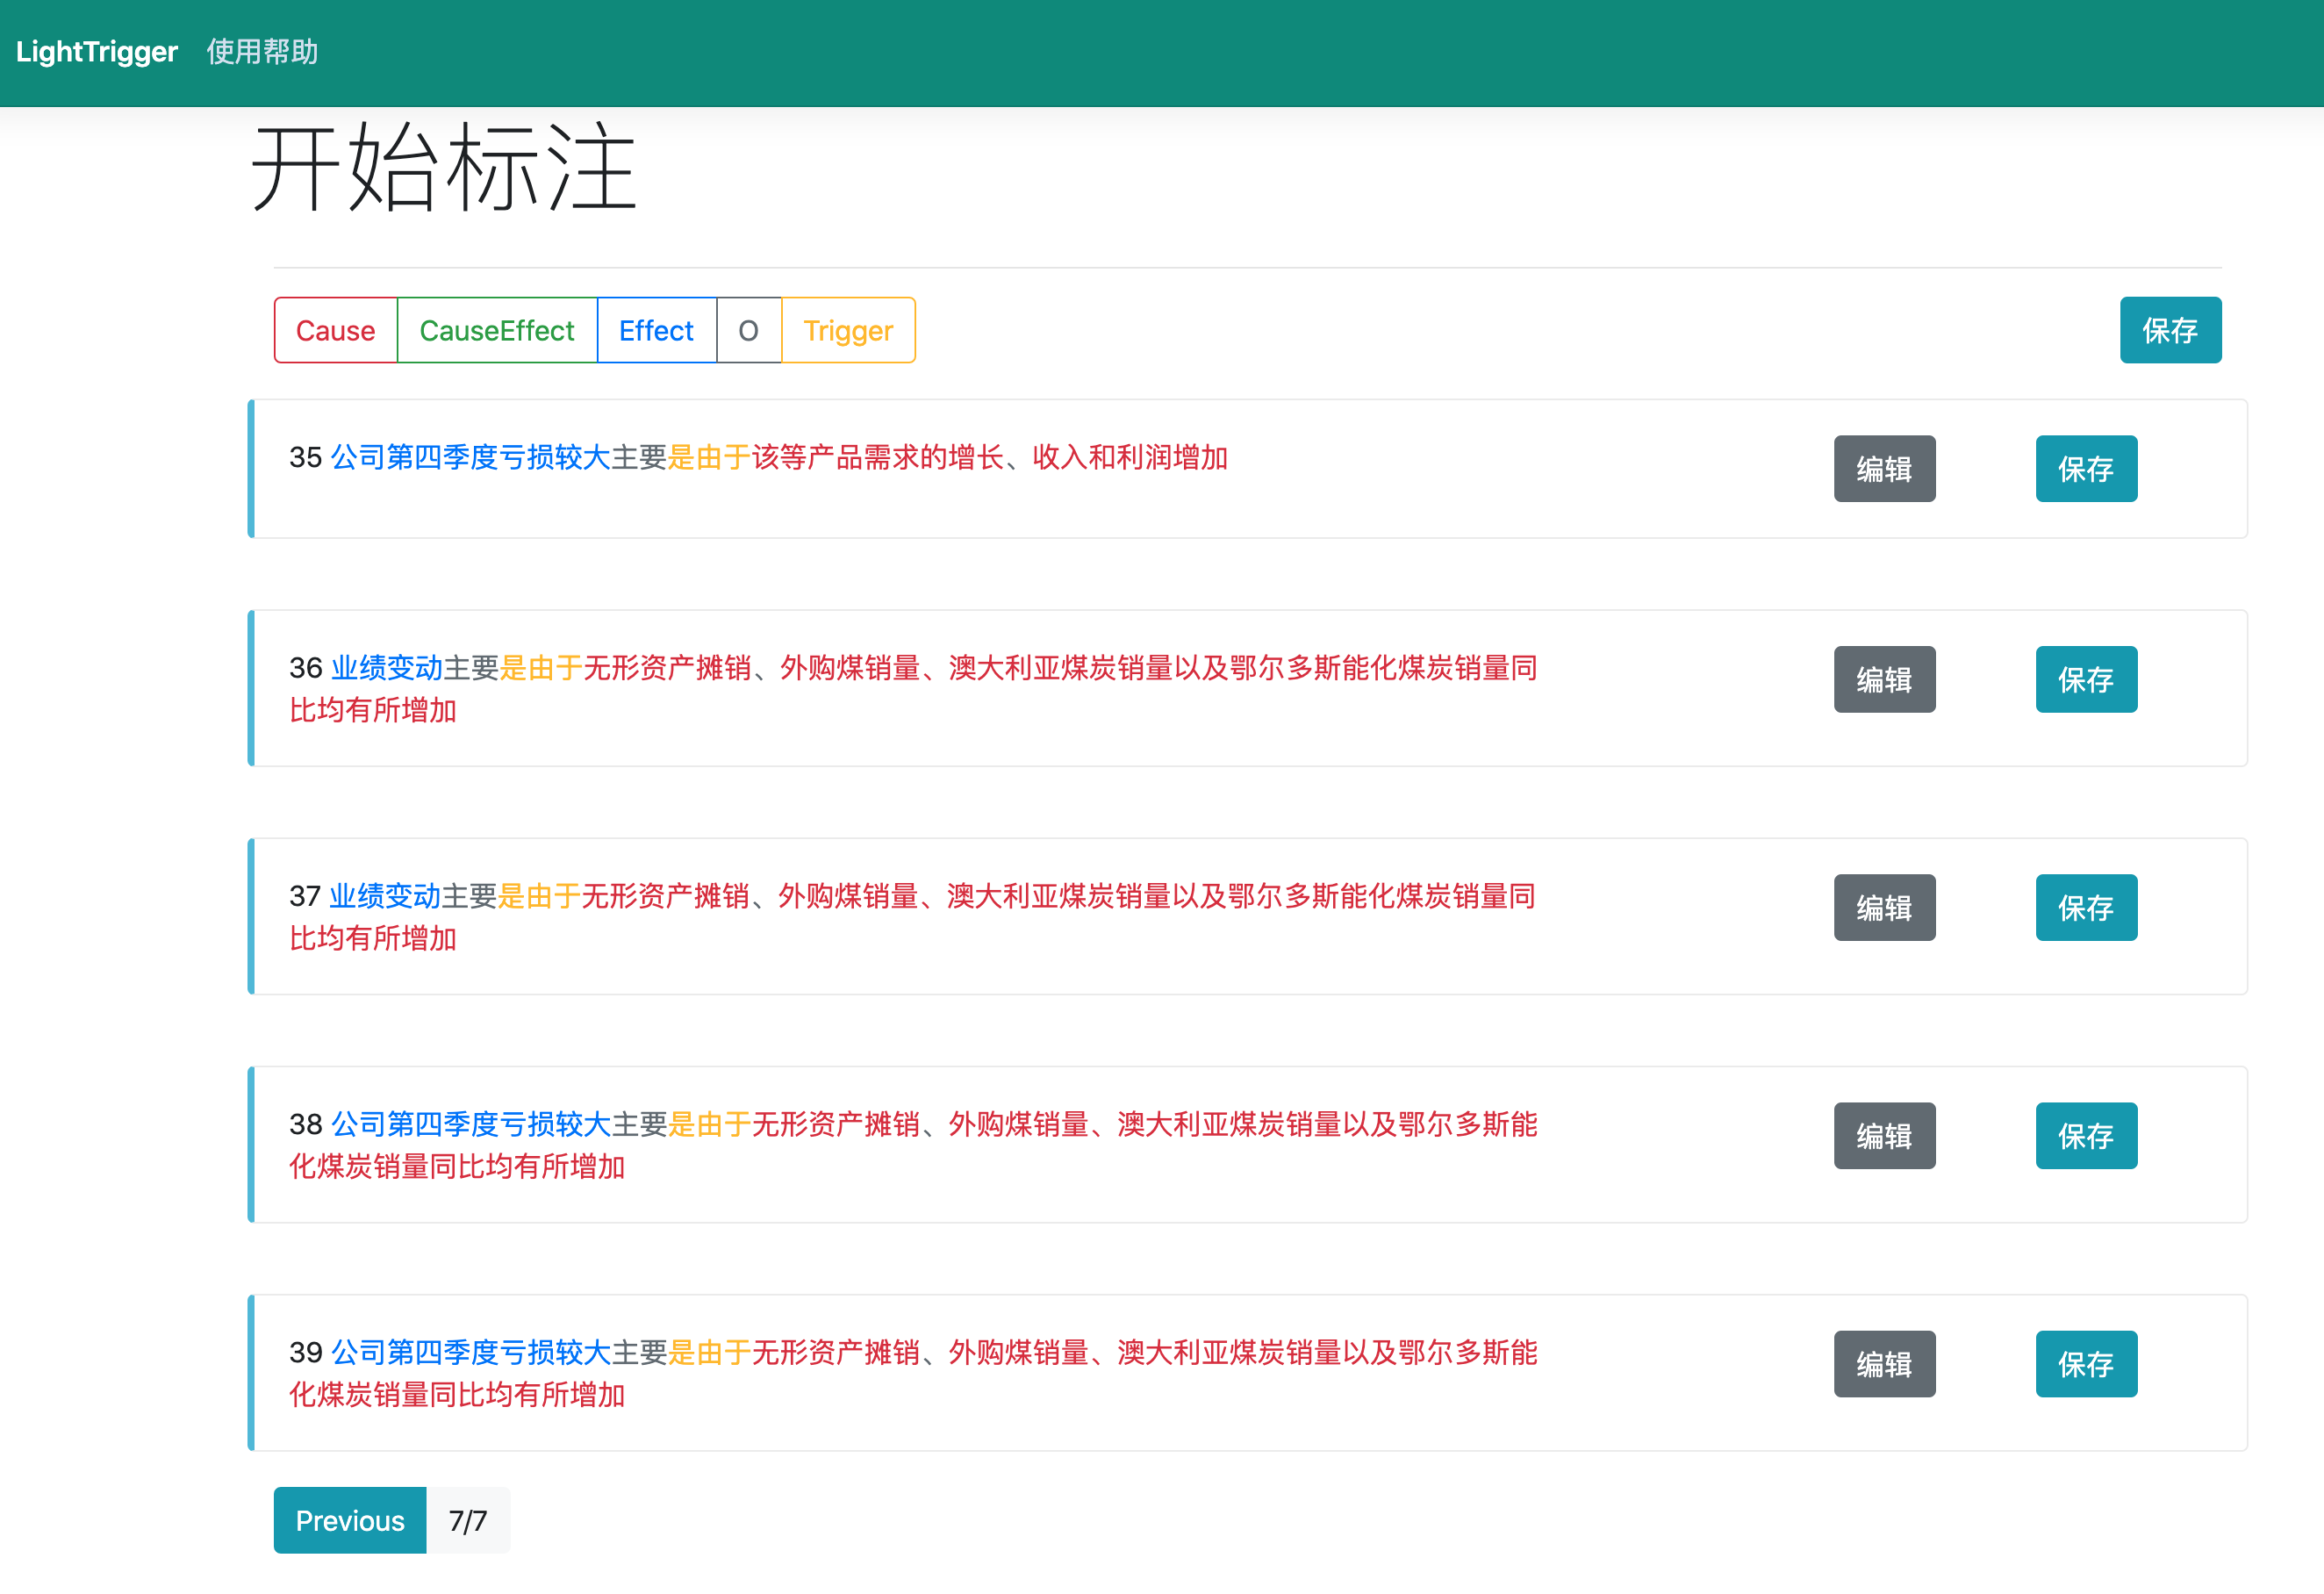 LightTrigger 使用帮助
开始标注
Cause CauseEffect Effect O Trigger 保存
35 公司第四季度亏损较大主要是由于该等产品需求的增长、收入和利润增加 编辑 保存
36 业绩变动主要是由于无形资产摊销、外购煤销量、澳大利亚煤炭销量以及鄂尔多斯能化煤炭销量同 编辑 保存
比均有所增加
37 业绩变动主要是由于无形资产摊销、外购煤销量、澳大利亚煤炭销量以及鄂尔多斯能化煤炭销量同 编辑 保存
比均有所增加
38 公司第四季度亏损较大主要是由于无形资产摊销、外购煤销量、澳大利亚煤炭销量以及鄂尔多斯能 编辑 保存
化煤炭销量同比均有所增加
39 公司第四季度亏损较大主要是由于无形资产摊销、外购煤销量、澳大利亚煤炭销量以及鄂尔多斯能 编辑 保存
化煤炭销量同比均有所增加
Previous 7/7